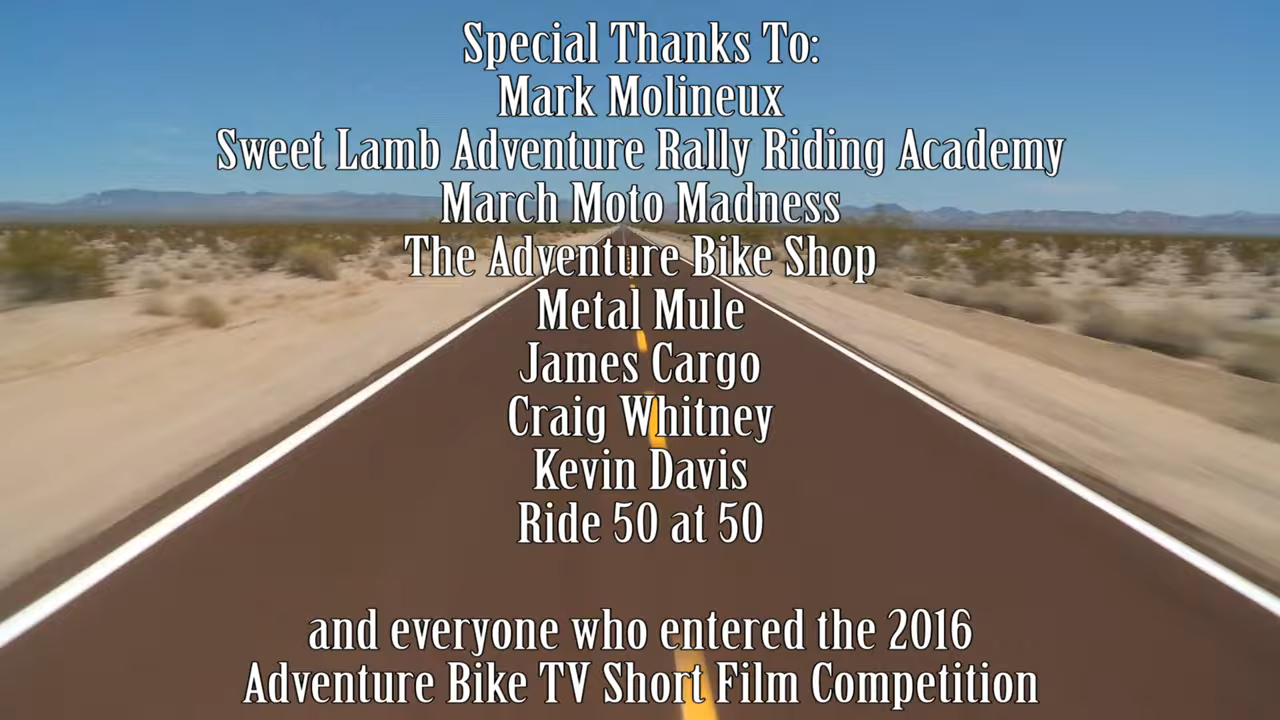 Special Thanks To:
Mark Molineux
Sweet Lamb Adventure Rally Riding Academy
March Moto Madness
The Adventure Bike Shop
Metal Mule
James Cargo
Craig Whitney
Kevin Davis
Ride 50 at 50
and everyone who entered the 2016
Adventure Bike TV Short Film Competition